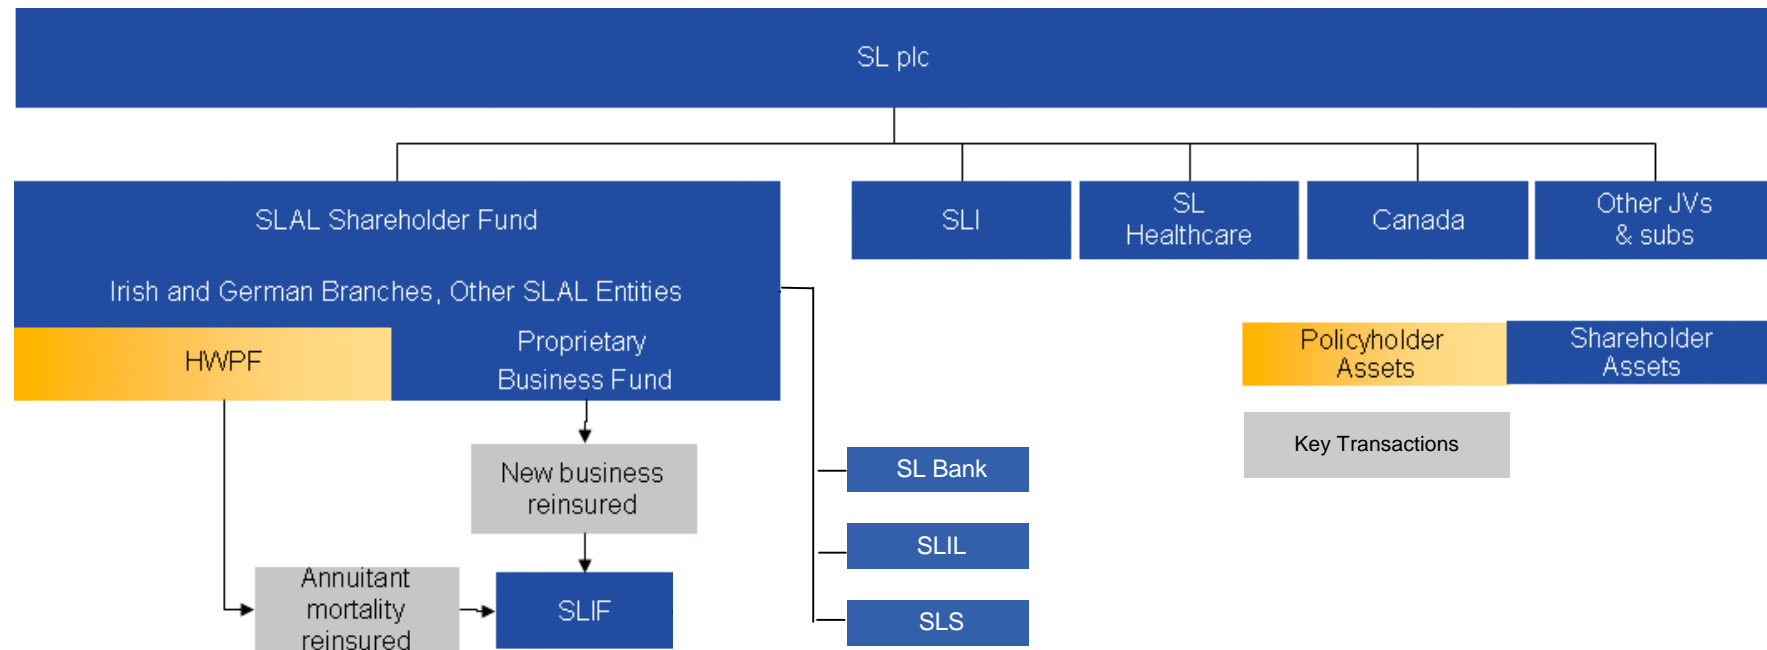 SL plc
SLAL Shareholder Fund
SLI
SL
Healthcare
Canada
Other JVs
& subs
Irish and German Branches, Other SLAL Entities
HWPF
Proprietary
Business Fund
Policyholder
Assets
Shareholder
Assets
Key Transactions
New business
reinsured
SL Bank
SLIL
Annuitant
mortality
reinsured
SLIF
SLS